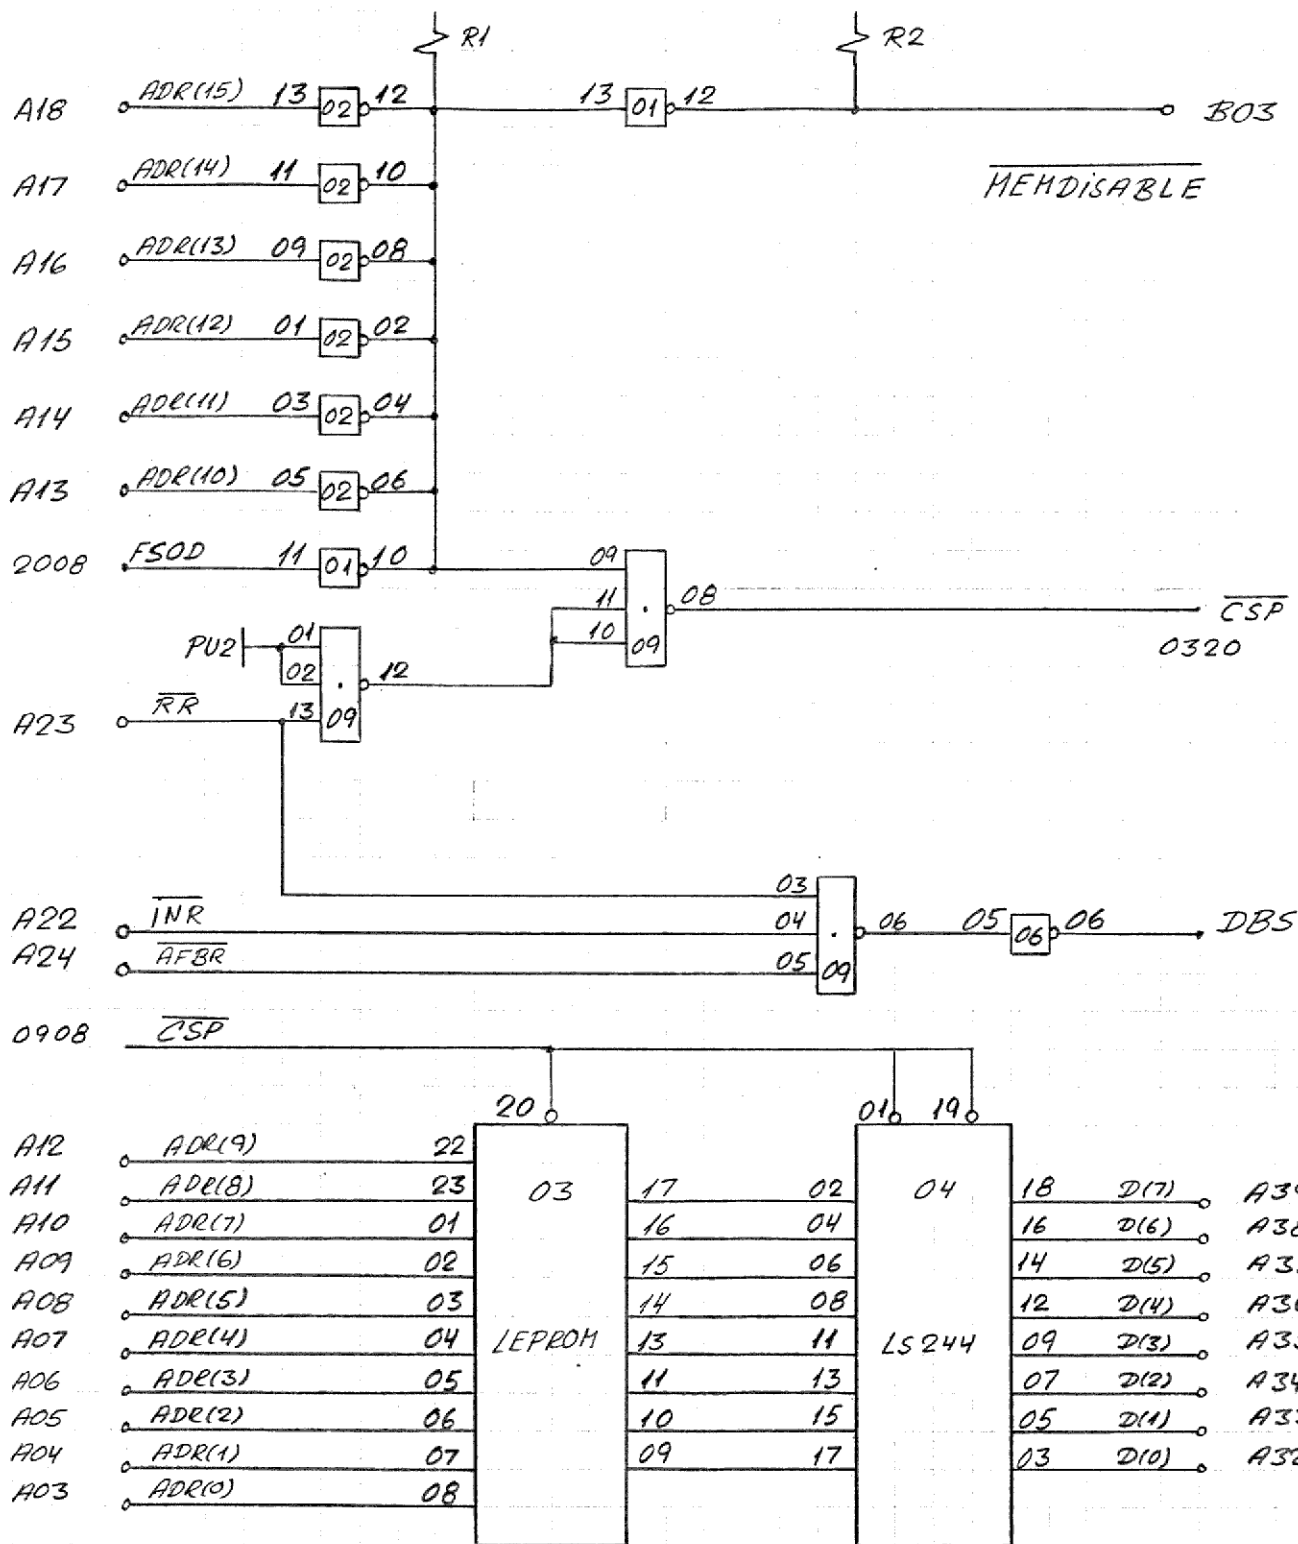 R1 R2
A18 ADR(15) 13 02 12 13 01 12 B03
A17 ADR(14) 11 02 10 MEMDiSABLE
A16 ADR(13) 09 02 08
A15 ADR(12) 01 02 02
A14 ADR(11) 03 02 04
A13 ADR(10) 05 02 06
2008 FSOD 11 01 10 09
11 . 08 CSP
10 09 0320
PU2 01
02 . 12
A23 RR 13 09
03
A22 INR 04 . 06 05 06 06 DBS
A24 AFBR 05 09
0908 CSP
20 01 19
A12 ADR(9) 22
A11 ADR(8) 23 03 17 02 04 18 D(7)
A10 ADR(7) 01 16 04 16 D(6)
A09 ADR(6) 02 15 06 14 D(5)
A08 ADR(5) 03 14 08 12 D(4)
A07 ADR(4) 04 LEPROM 13 11 LS244 09 D(3)
A06 ADR(3) 05 11 13 07 D(2) A34
A05 ADR(2) 06 10 15 05 D(1)
A04 ADR(1) 07 09 17 03 D(0) A32
A03 ADR(0) 08